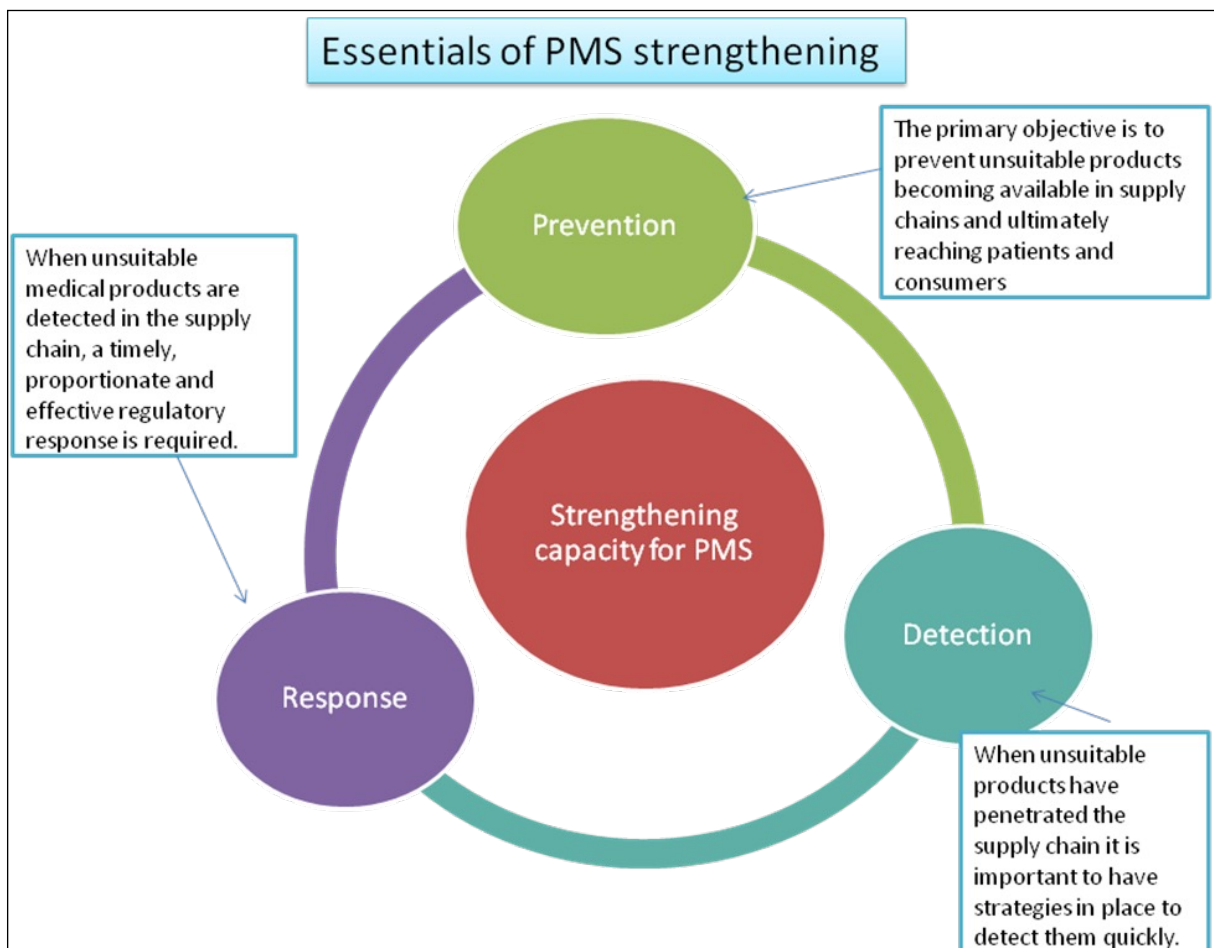 Essentials of PMS strengthening
Prevention
The primary objective is to
prevent unsuitable products
becoming available in supply
chains and ultimately
reaching patients and
consumers
When unsuitable
medical products are
detected in the supply
chain, a timely,
proportionate and
effective regulatory
response is required.
Strengthening
capacity for PMS
Detection
Response
When unsuitable
products have
penetrated the
supply chain it is
important to have
strategies in place to
detect them quickly.